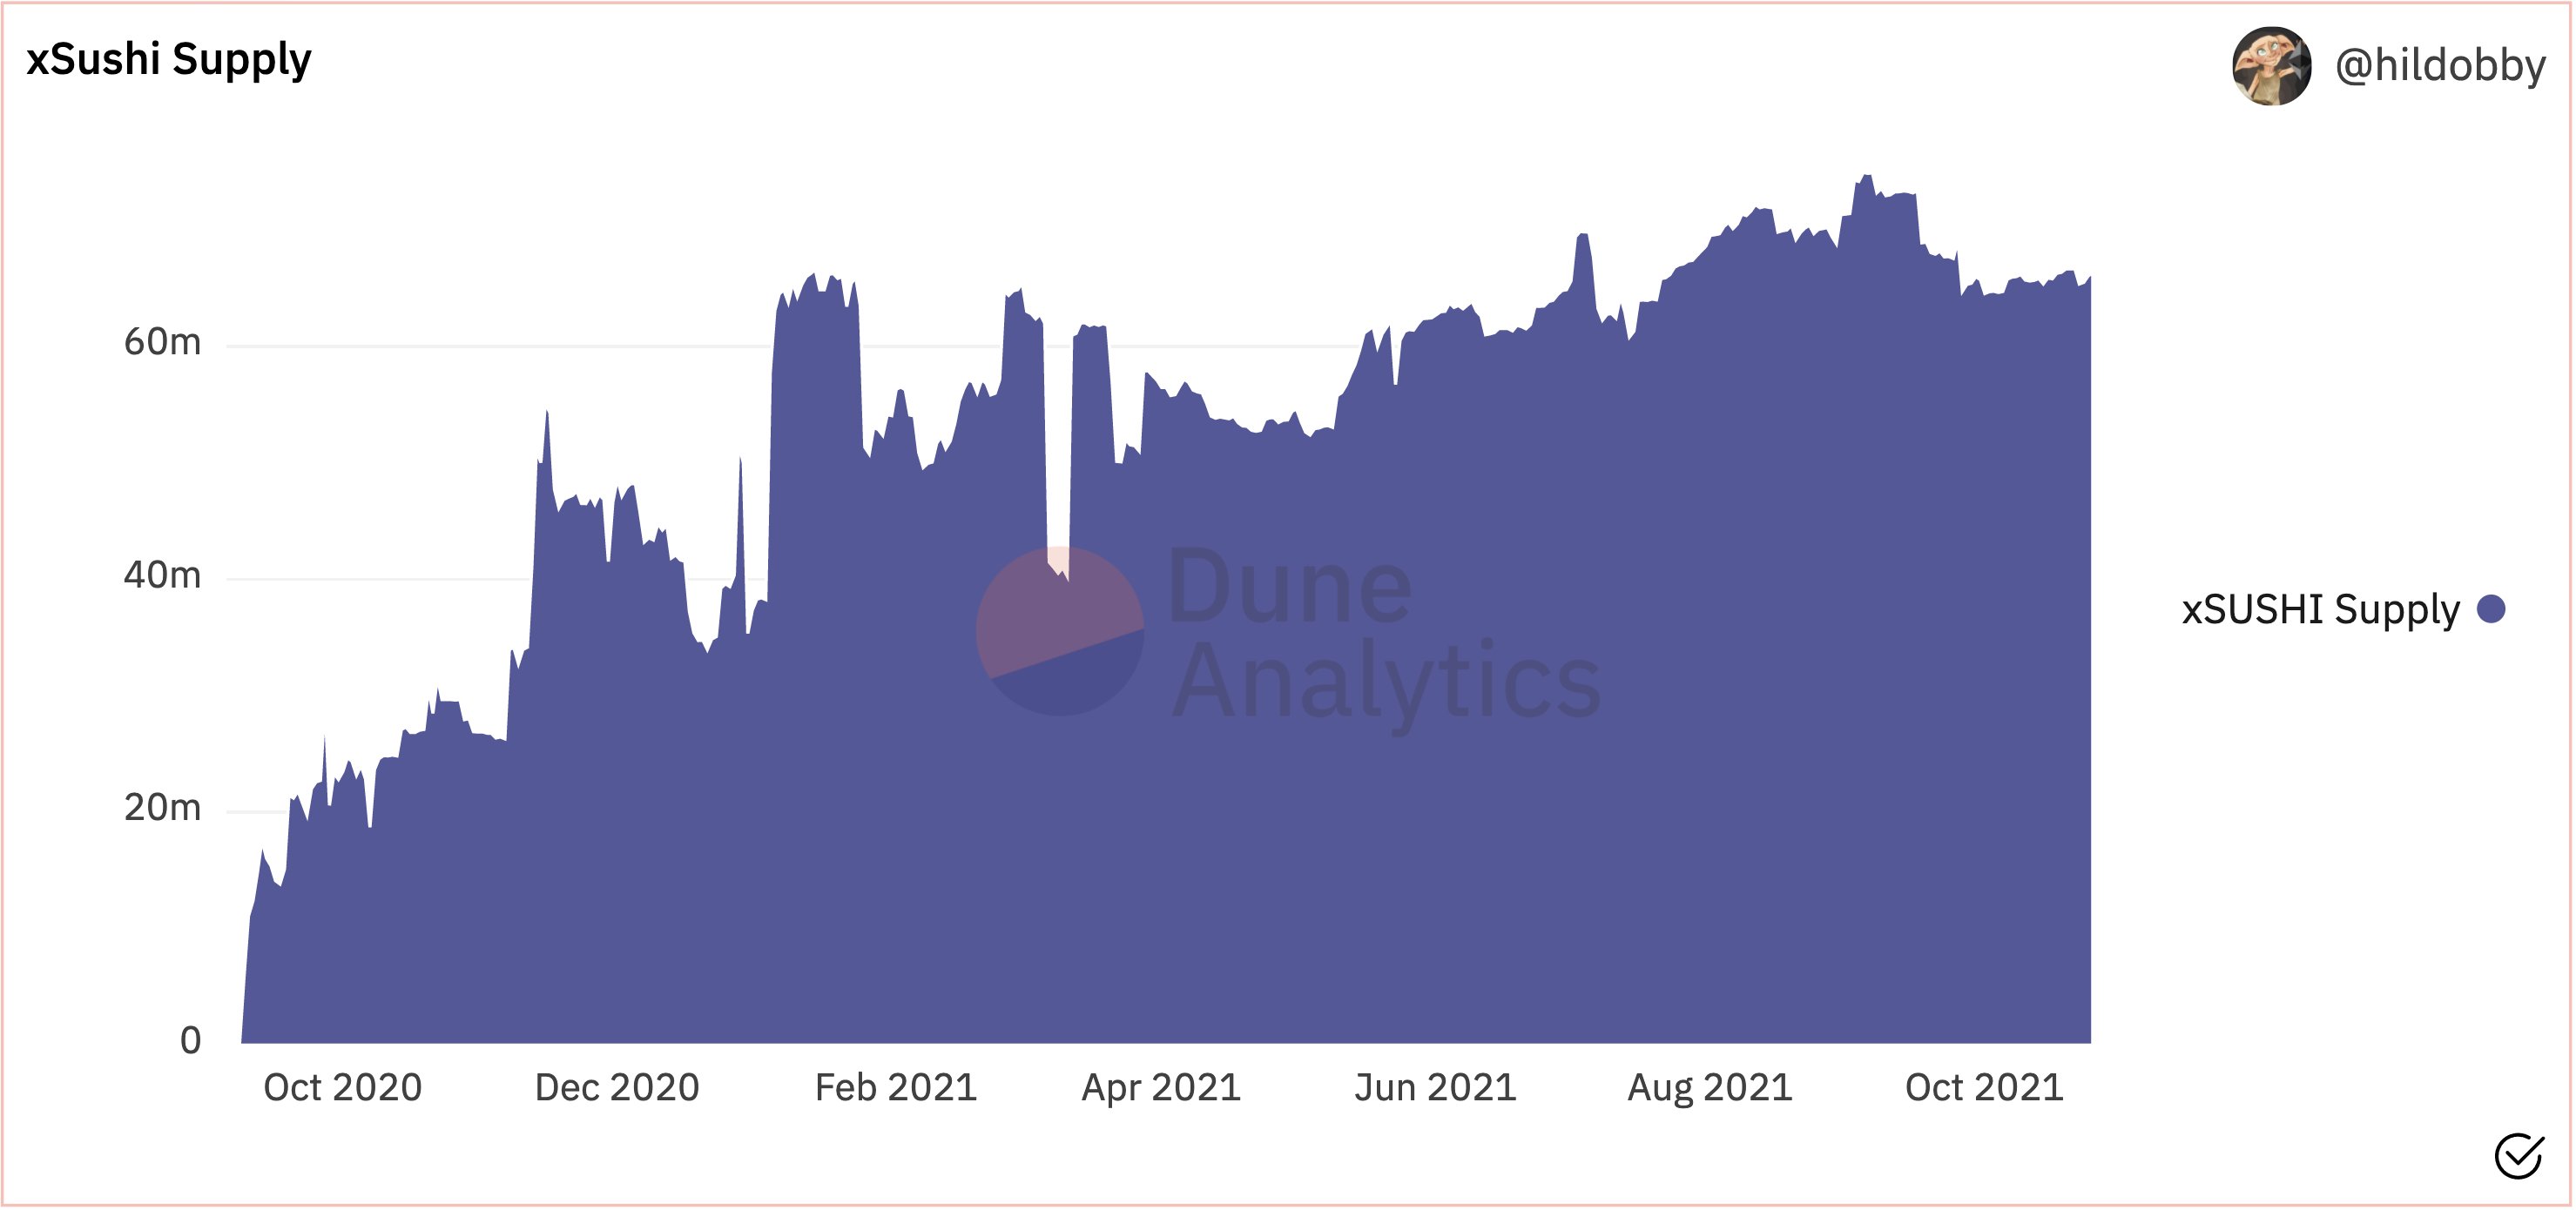 xSushi Supply
@hildobby
60m
40m
20m
0
Dune
Analytics
xSUSHI Supply
Oct 2020
Dec 2020
Feb 2021
Apr 2021
Jun 2021
Aug 2021
Oct 2021